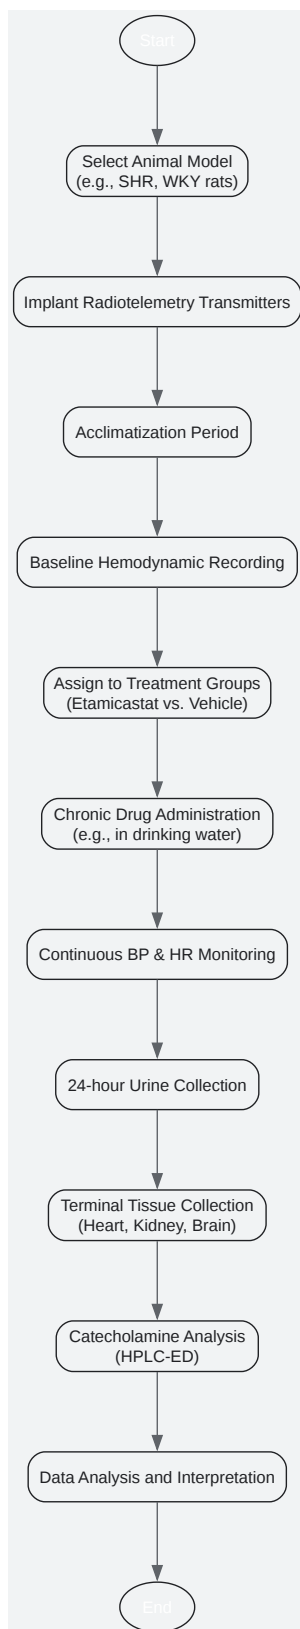 Start
Select Animal Model
(e.g., SHR, WKY rats)
Implant Radiotelemetry Transmitters
Acclimatization Period
Baseline Hemodynamic Recording
Assign to Treatment Groups
(Etamicastat vs. Vehicle)
Chronic Drug Administration
(e.g., in drinking water)
Continuous BP & HR Monitoring
24-hour Urine Collection
Terminal Tissue Collection
(Heart, Kidney, Brain)
Catecholamine Analysis
(HPLC-ED)
Data Analysis and Interpretation
End